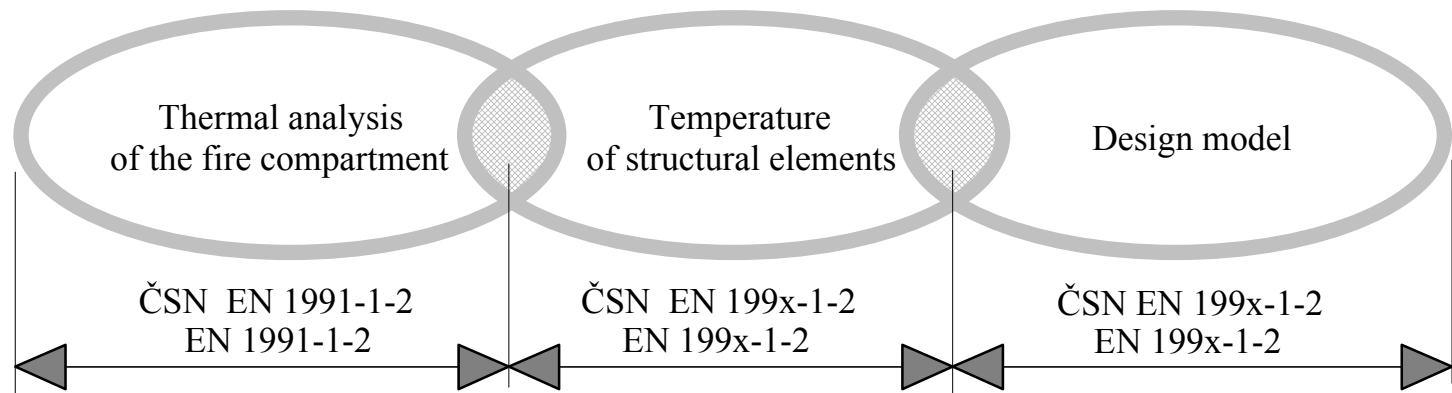 Thermal analysis
of the fire compartment
Temperature
of structural elements
Design model
ČSN EN 1991-1-2
EN 1991-1-2
ČSN EN 199x-1-2
EN 199x-1-2
ČSN EN 199x-1-2
EN 199x-1-2